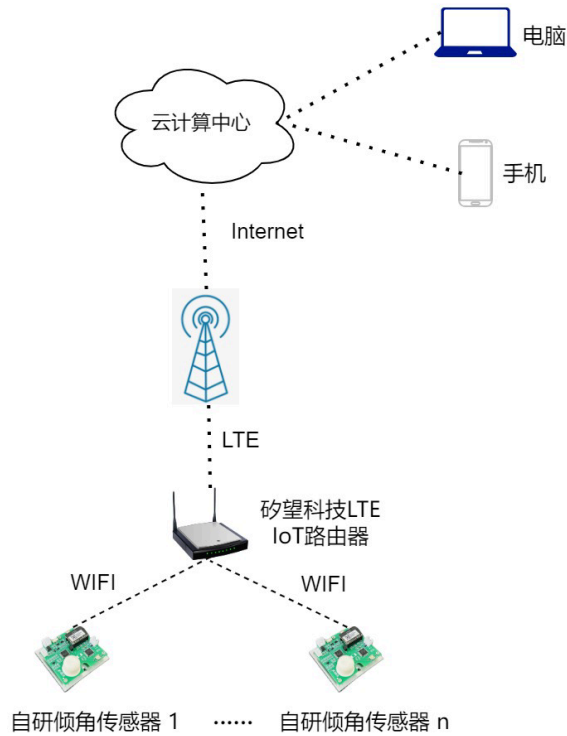 电脑
云计算中心
手机
Internet
LTE
矽望科技LTE
IoT路由器
WIFI
WIFI
自研倾角传感器 1 ...... 自研倾角传感器 n